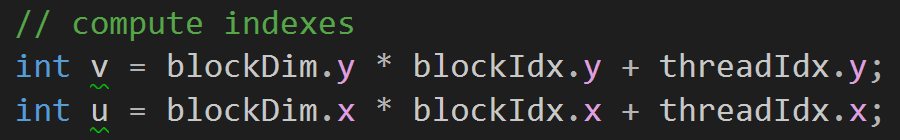 // compute indexes
int v = blockDim.y * blockIdx.y + threadIdx.y;
int u = blockDim.x * blockIdx.x + threadIdx.x;